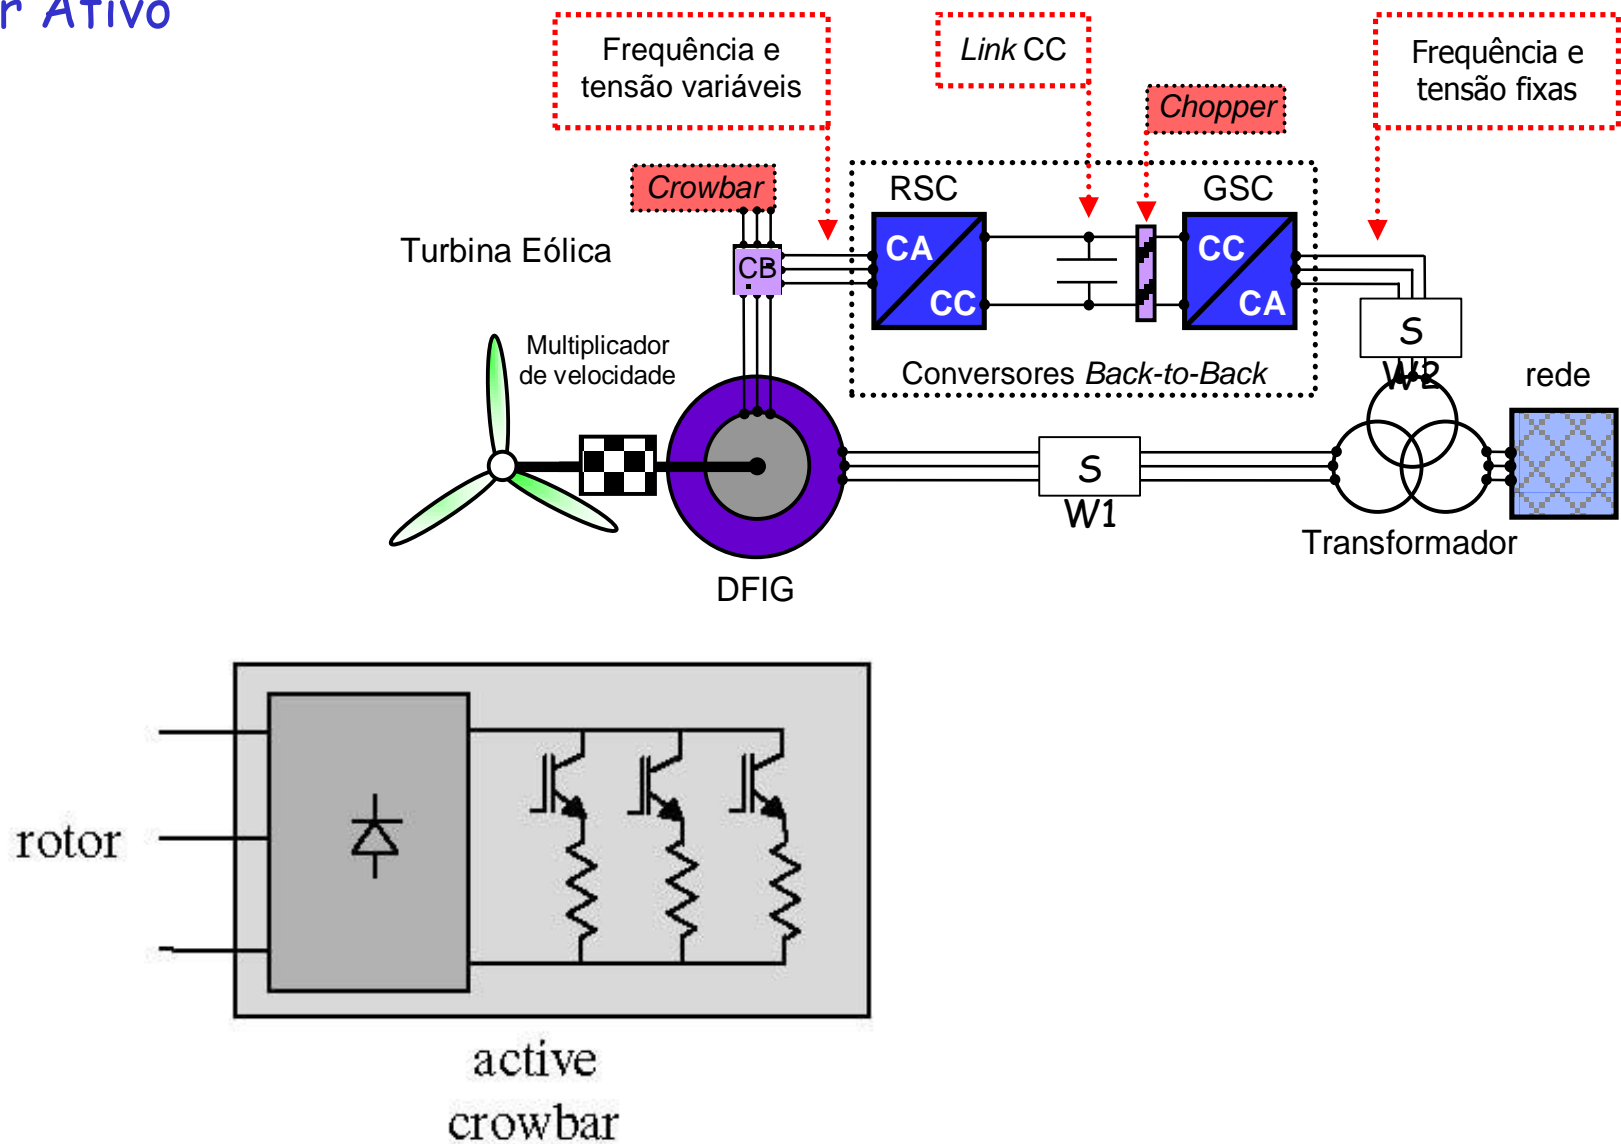 r Ativo
Frequência e
tensão variáveis
Link CC
Chopper
Frequência e
tensão fixas
Crowbar
RSC
GSC
Turbina Eólica
CB
CA
CC
CC
CA
S
W2
Multiplicador
de velocidade
Conversores Back-to-Back
rede
S
W1
Transformador
DFIG
rotor
active
crowbar